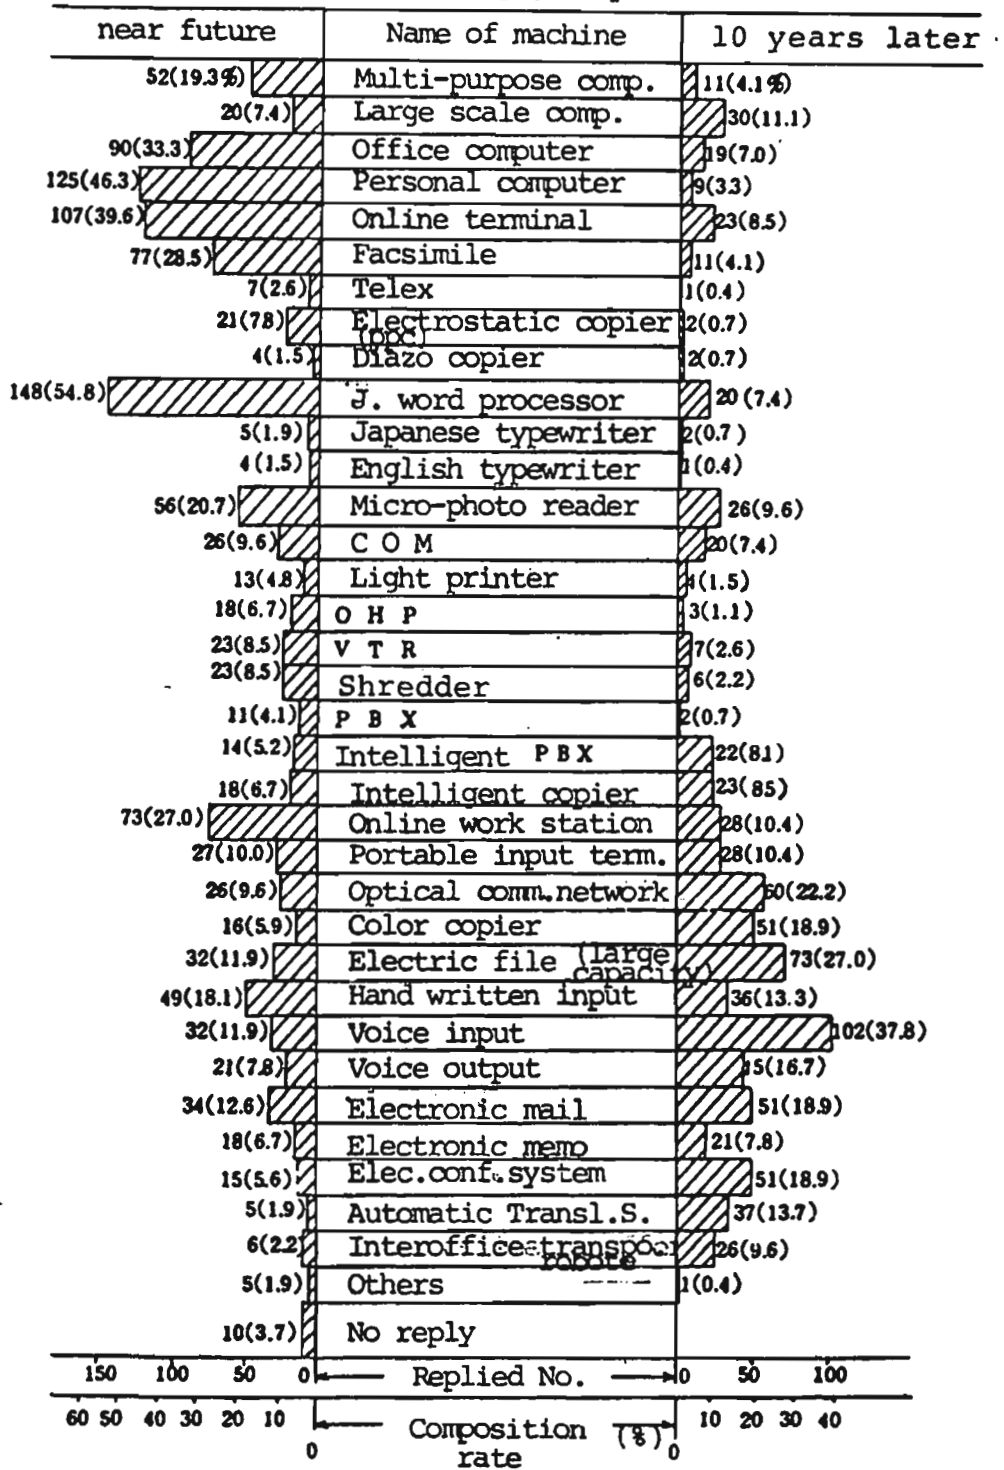 near future Name of machine 10 years later
52(19.3%) Multi-purpose comp. 11(4.1%)
20(7.4) Large scale comp. 30(11.1)
90(33.3) Office computer 19(7.0)
125(46.3) Personal computer 9(3.3)
107(39.6) Online terminal 23(8.5)
77(28.5) Facsimile 11(4.1)
7(2.6) Telex 1(0.4)
21(7.8) Electrostatic copier 2(0.7)
(ppc)
4(1.5) Diazo copier 2(0.7)
148(54.8) J. word processor 20(7.4)
5(1.9) Japanese typewriter 2(0.7)
4(1.5) English typewriter 1(0.4)
56(20.7) Micro-photo reader 26(9.6)
26(9.6) C O M 20(7.4)
13(4.8) Light printer 4(1.5)
18(6.7) O H P 3(1.1)
23(8.5) V T R 7(2.6)
23(8.5) Shredder 6(2.2)
11(4.1) P B X 2(0.7)
14(5.2) Intelligent PBX 22(81)
18(6.7) Intelligent copier 23(85)
73(27.0) Online work station 28(10.4)
27(10.0) Portable input term. 28(10.4)
26(9.6) Optical comm.network 60(22.2)
16(5.9) Color copier 51(18.9)
32(11.9) Electric file (large 73(27.0)
capacity)
49(18.1) Hand written input 36(13.3)
32(11.9) Voice input 102(37.8)
21(7.8) Voice output 5(16.7)
34(12.6) Electronic mail 51(18.9)
18(6.7) Electronic memo 21(7.8)
15(5.6) Elec.conf.system 51(18.9)
5(1.9) Automatic Transl.S. 37(13.7)
6(2.2) Interoffice 26(9.6)
robote
5(1.9) Others 1(0.4)
10(3.7) No reply
150 100 50 0 Replied No. 0 50 100
60 50 40 30 20 10 0 Composition (%) 0 10 20 30 40
rate